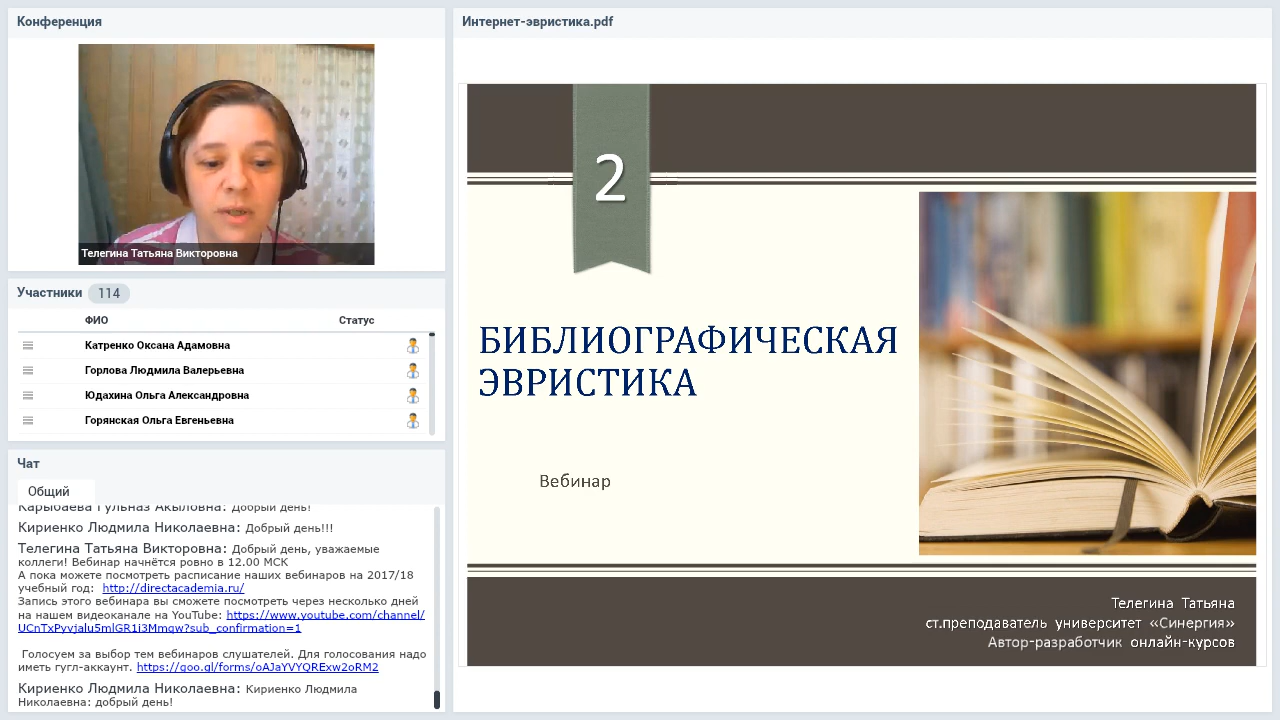 Конференция
Телегина Татьяна Викторовна
Участники 114
ФИО Статус
Катренко Оксана Адамовна
Горлова Людмила Валерьевна
Юдахина Ольга Александровна
Горянская Ольга Евгеньевна
Чат
Общий
Карыбаева Гульназ Акыловна: Добрый день!
Кириенко Людмила Николаевна: Добрый день!!!
Телегина Татьяна Викторовна: Добрый день, уважаемые
коллеги! Вебинар начнётся ровно в 12.00 МСК
А пока можете посмотреть расписание наших вебинаров на 2017/18
учебный год: http://directacademia.ru/
Запись этого вебинара вы сможете посмотреть через несколько дней
на нашем видеоканале на YouTube: https://www.youtube.com/channel/
UCnTxPyvjalu5mlGR1i3Mmqw?sub_confirmation=1
Голосуем за выбор тем вебинаров слушателей. Для голосования надо
иметь гугл-аккаунт. https://goo.gl/forms/oAJaYVYQRExw2oRM2
Кириенко Людмила Николаевна: Кириенко Людмила
Николаевна: добрый день!
Интернет-эвристика.pdf
2
БИБЛИОГРАФИЧЕСКАЯ
ЭВРИСТИКА
Вебинар
Телегина Татьяна
ст.преподаватель университет «Синергия»
Автор-разработчик онлайн-курсов